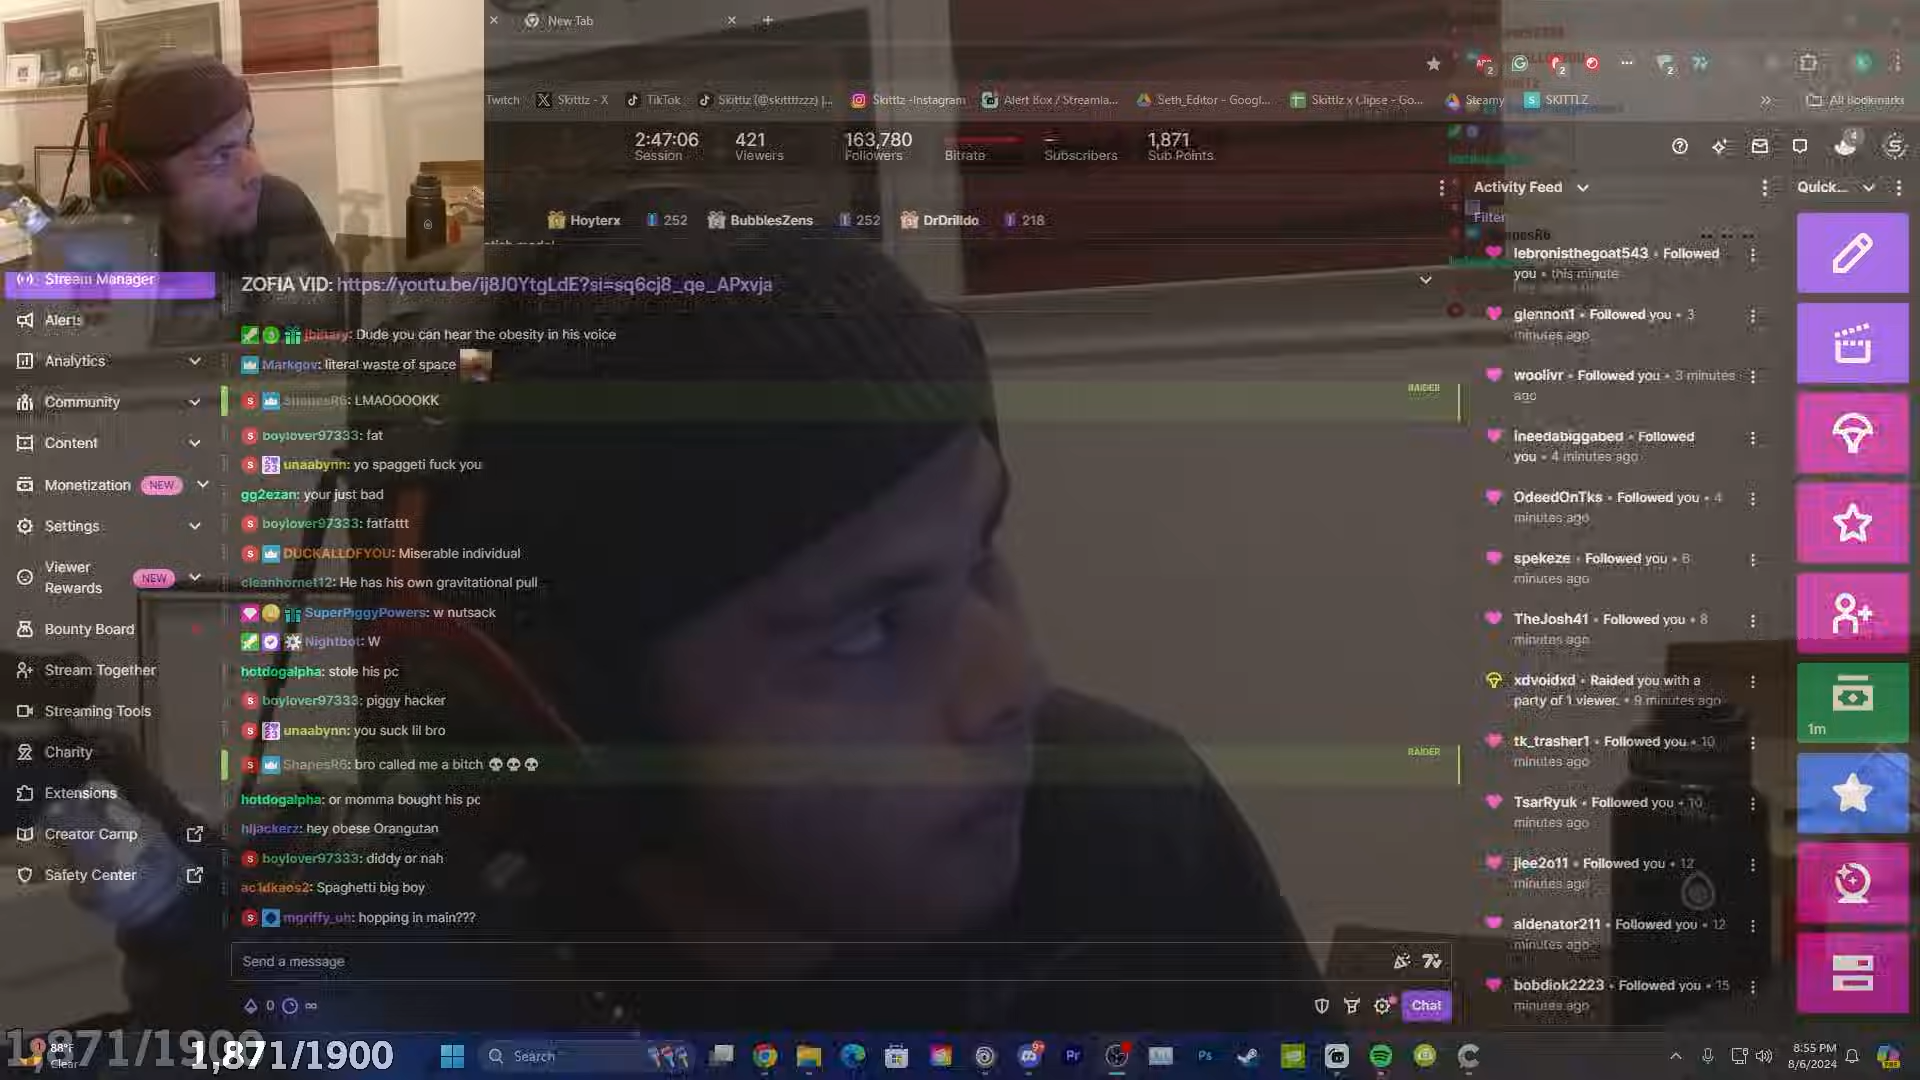 New Tab
Twitch
Skittlz - X
TikTok
Skittlz (@skittlzzz) |...
Skittlz -Instagram
Alert Box / Streamla...
Seth_Editor - Googl...
Skittlz x Clipse - Go...
Steamy
SKITTLZ
All Bookmarks
2:47:06
Session
421
Viewers
163,780
Followers
Bitrate
Subscribers
1,871
Sub Points
Hoyterx 252
BubblesZens 252
DrDrilldo 218
Stream Manager
Alerts
Analytics
Community
Content
Monetization NEW
Settings
Viewer
Rewards NEW
Bounty Board
Stream Together
Streaming Tools
Charity
Extensions
Creator Camp
Safety Center
ZOFIA VID: https://youtu.be/ij8J0YtgLdE?si=sq6cj8_qe_APxvja
jbinary: Dude you can hear the obesity in his voice
Markgov: literal waste of space
ShapesR6: LMAOOOOKK
RAIDER
boylover97333: fat
unaabynn: yo spaggeti fuck you
gg2ezan: your just bad
boylover97333: fatfattt
DUCKALLOFYOU: Miserable individual
cleanhornet12: He has his own gravitational pull
SuperPiggyPowers: w nutsack
Nightbot: W
hotdogalpha: stole his pc
boylover97333: piggy hacker
unaabynn: you suck lil bro
ShapesR6: bro called me a bitch
RAIDER
hotdogalpha: or momma bought his pc
hijackerz: hey obese Orangutan
boylover97333: diddy or nah
ac1dkaos2: Spaghetti big boy
mgriffy_uh: hopping in main???
Send a message
0
Chat
Activity Feed
Filter
lebronisthegoat543 • Followed
you • this minute
glennon1 • Followed you • 3
minutes ago
woolivr • Followed you • 3 minutes
ago
ineedabiggabed • Followed
you • 4 minutes ago
OdeedOnTks • Followed you • 4
minutes ago
spekeze • Followed you • 6
minutes ago
TheJosh41 • Followed you • 8
minutes ago
xdvoidxd • Raided you with a
party of 1 viewer. • 9 minutes ago
tk_trasher1 • Followed you • 10
minutes ago
TsarRyuk • Followed you • 10
minutes ago
jlee2o11 • Followed you • 12
minutes ago
aldenator211 • Followed you • 12
minutes ago
bobdiok2223 • Followed you • 15
minutes ago
Quick...
1m
88°F
Clear
1,871/1900
Search
8:55 PM
8/6/2024